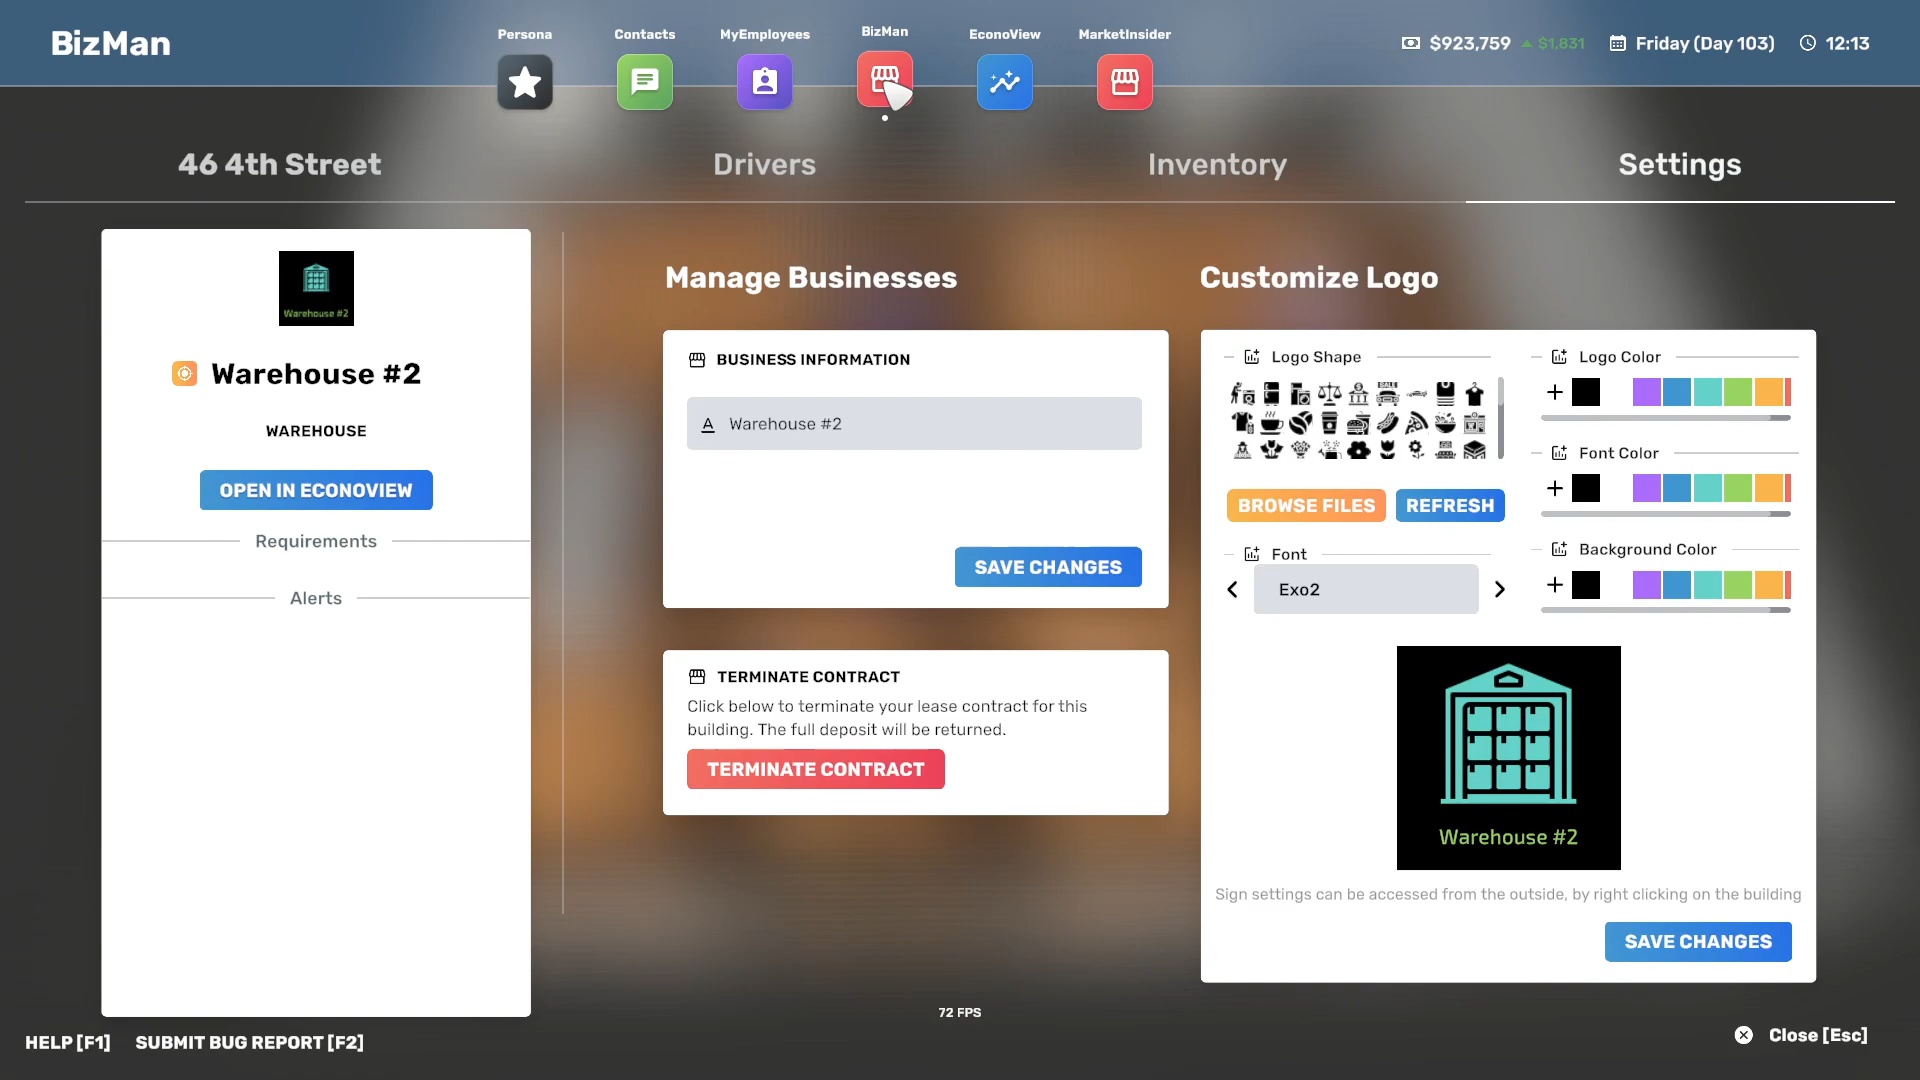 BizMan
Persona
Contacts
MyEmployees
BizMan
EconoView
MarketInsider
$923,759
$1,831
Friday (Day 103)
12:13
46 4th Street
Drivers
Inventory
Settings
Warehouse #2
Warehouse #2
WAREHOUSE
OPEN IN ECONOVIEW
Requirements
Alerts
Manage Businesses
BUSINESS INFORMATION
Warehouse #2
SAVE CHANGES
TERMINATE CONTRACT
Click below to terminate your lease contract for this
building. The full deposit will be returned.
TERMINATE CONTRACT
Customize Logo
Logo Shape
SALE
BROWSE FILES
REFRESH
Font
Exo2
Logo Color
Font Color
Background Color
Warehouse #2
Sign settings can be accessed from the outside, by right clicking on the building
SAVE CHANGES
72 FPS
HELP [F1]
SUBMIT BUG REPORT [F2]
Close [Esc]